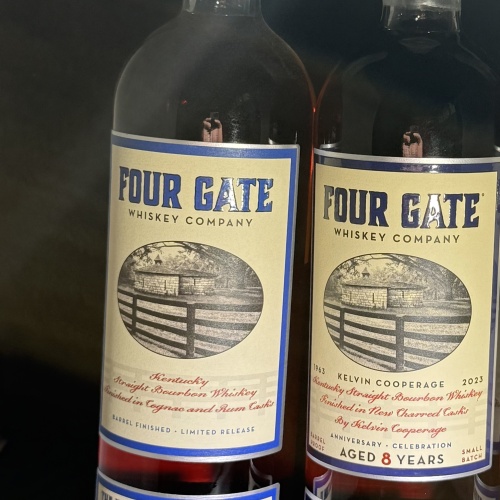 FOUR GATE
WHISKEY COMPANY
Kentucky
Straight Bourbon Whiskey
Finished in Cognac and Rum Casks
BARREL FINISHED • LIMITED RELEASE
FOUR GATE
WHISKEY COMPANY
1963 KELVIN COOPERAGE 2023
Kentucky Straight Bourbon Whiskey
Finished in New Charred Casks
By Kelvin Cooperage
ANNIVERSARY • CELEBRATION
BARREL PROOF
AGED 8 YEARS
SMALL BATCH